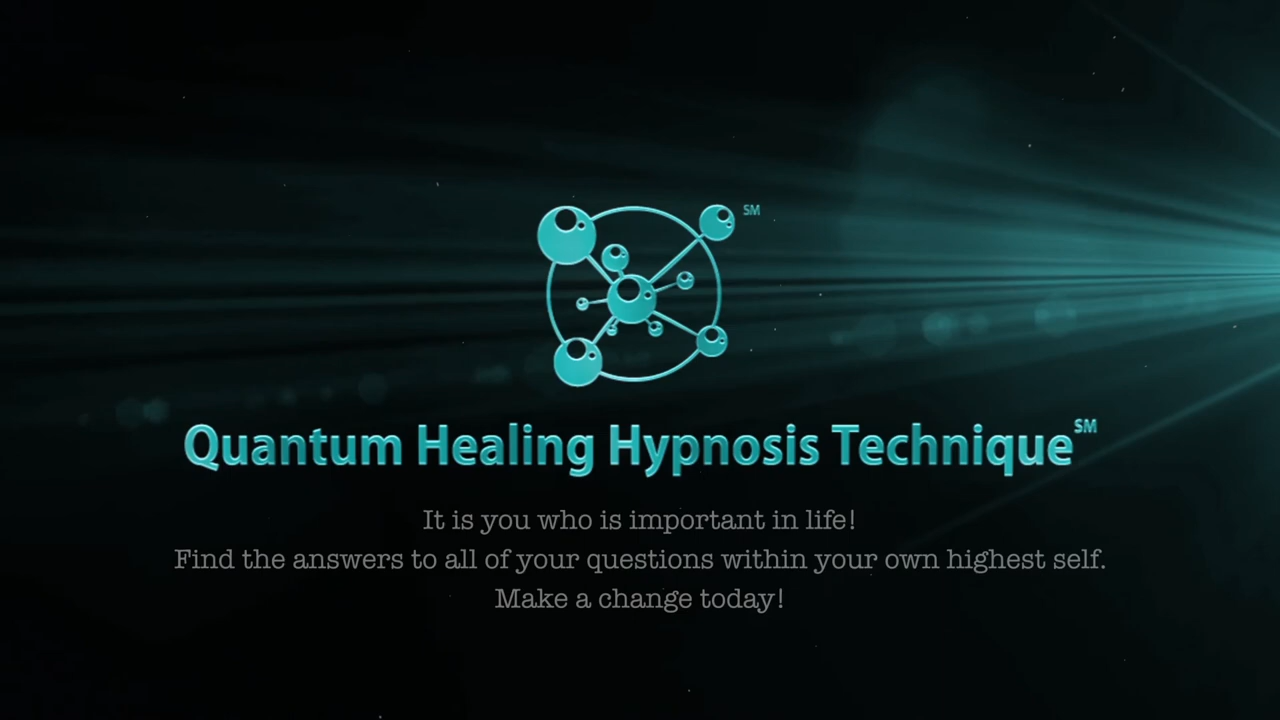 SM
Quantum Healing Hypnosis Technique SM
It is you who is important in life!
Find the answers to all of your questions within your own highest self.
Make a change today!